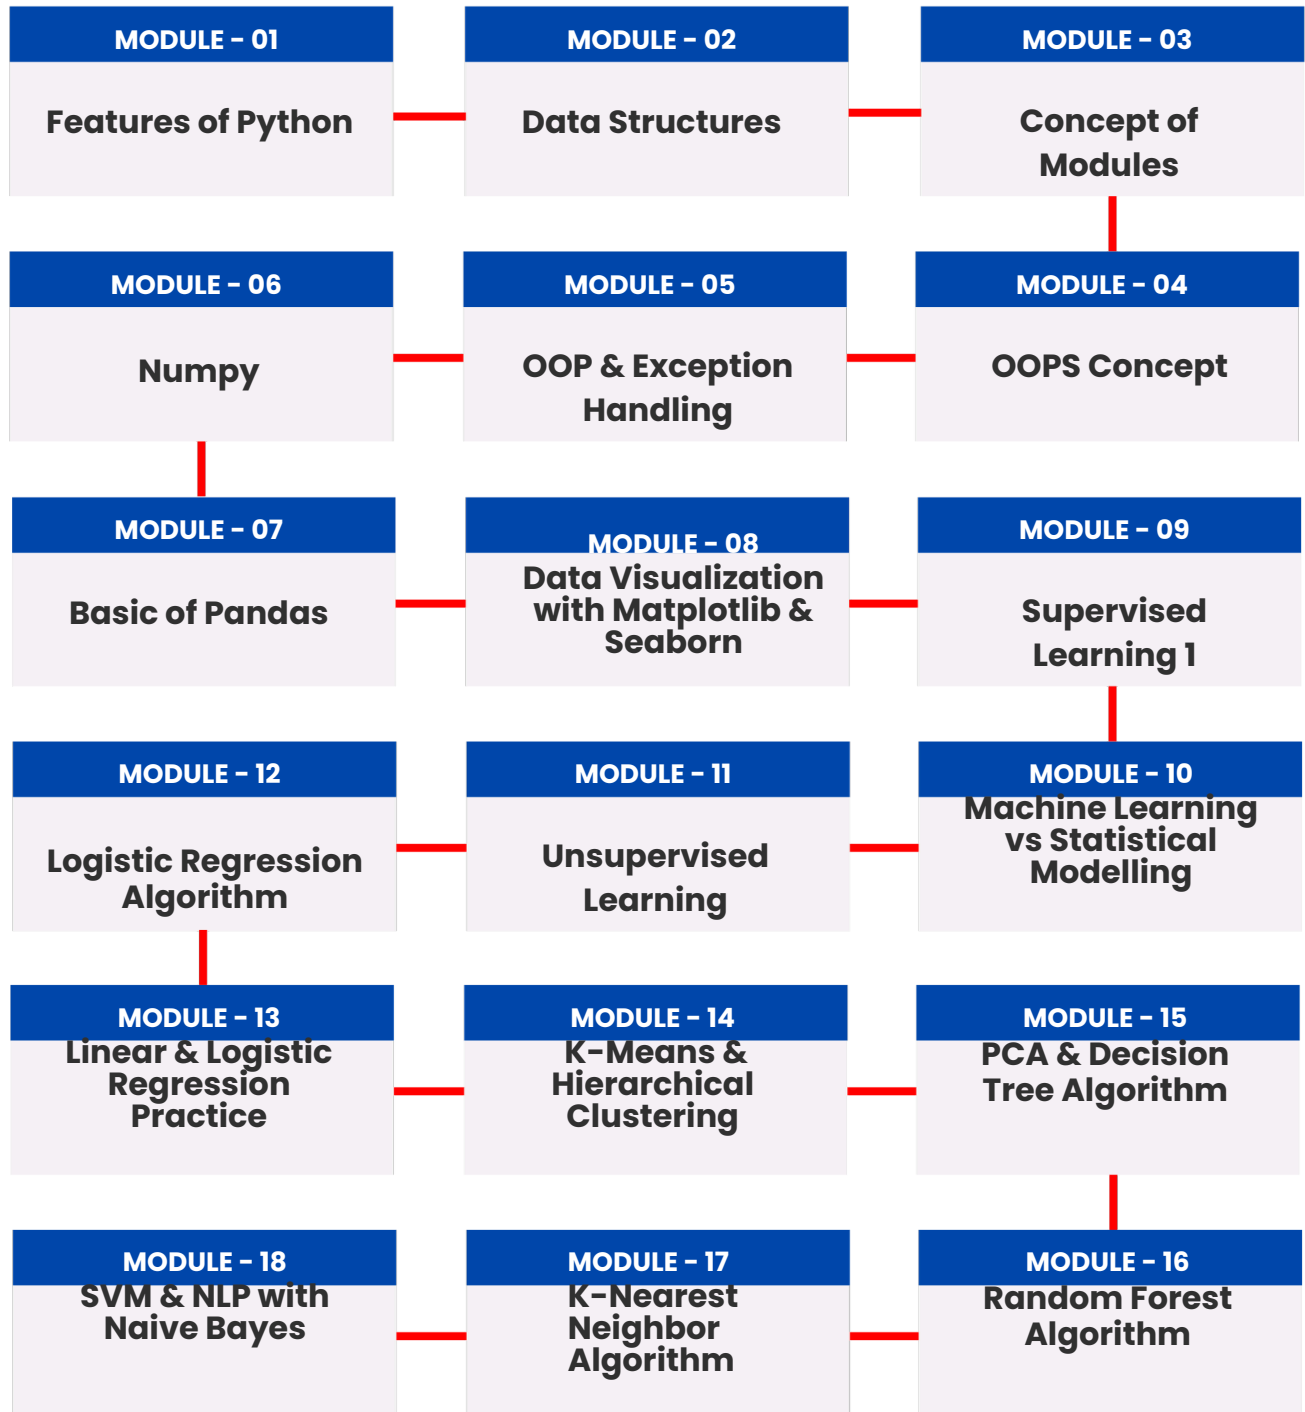 MODULE - 01
Features of Python
MODULE - 02
Data Structures
MODULE - 03
Concept of
Modules
MODULE - 06
Numpy
MODULE - 05
OOP & Exception
Handling
MODULE - 04
OOPS Concept
MODULE - 07
Basic of Pandas
MODULE - 08
Data Visualization
with Matplotlib &
Seaborn
MODULE - 09
Supervised
Learning 1
MODULE - 12
Logistic Regression
Algorithm
MODULE - 11
Unsupervised
Learning
MODULE - 10
Machine Learning
vs Statistical
Modelling
MODULE - 13
Linear & Logistic
Regression
Practice
MODULE - 14
K-Means &
Hierarchical
Clustering
MODULE - 15
PCA & Decision
Tree Algorithm
MODULE - 18
SVM & NLP with
Naive Bayes
MODULE - 17
K-Nearest
Neighbor
Algorithm
MODULE - 16
Random Forest
Algorithm